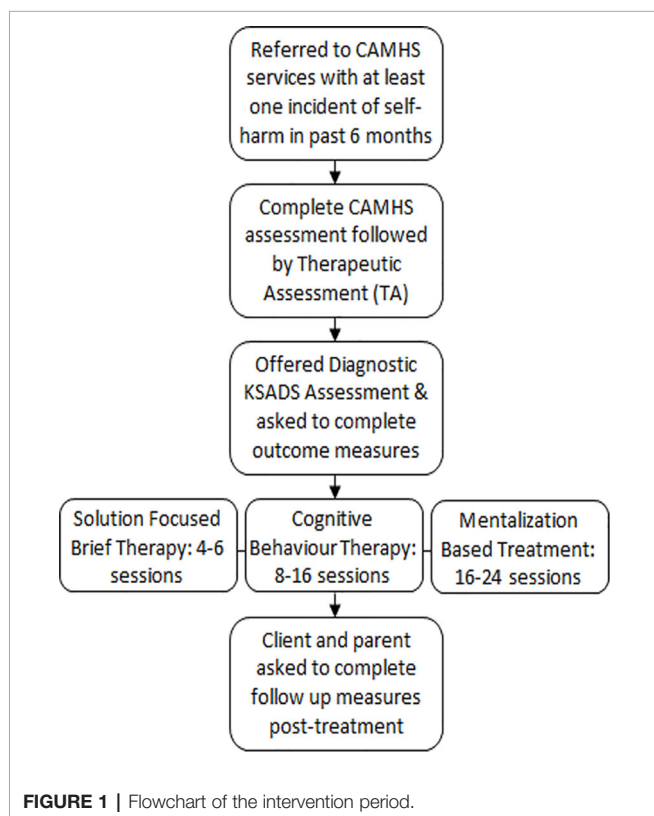 Referred to CAMHS
services with at least
one incident of self-
harm in past 6 months
Complete CAMHS
assessment followed
by Therapeutic
Assessment (TA)
Offered Diagnostic
KSADS Assessment &
asked to complete
outcome measures
Solution Focused
Brief Therapy: 4-6
sessions
Cognitive
Behaviour Therapy:
8-16 sessions
Mentalization
Based Treatment:
16-24 sessions
Client and parent
asked to complete
follow up measures
post-treatment
FIGURE 1 | Flowchart of the intervention period.